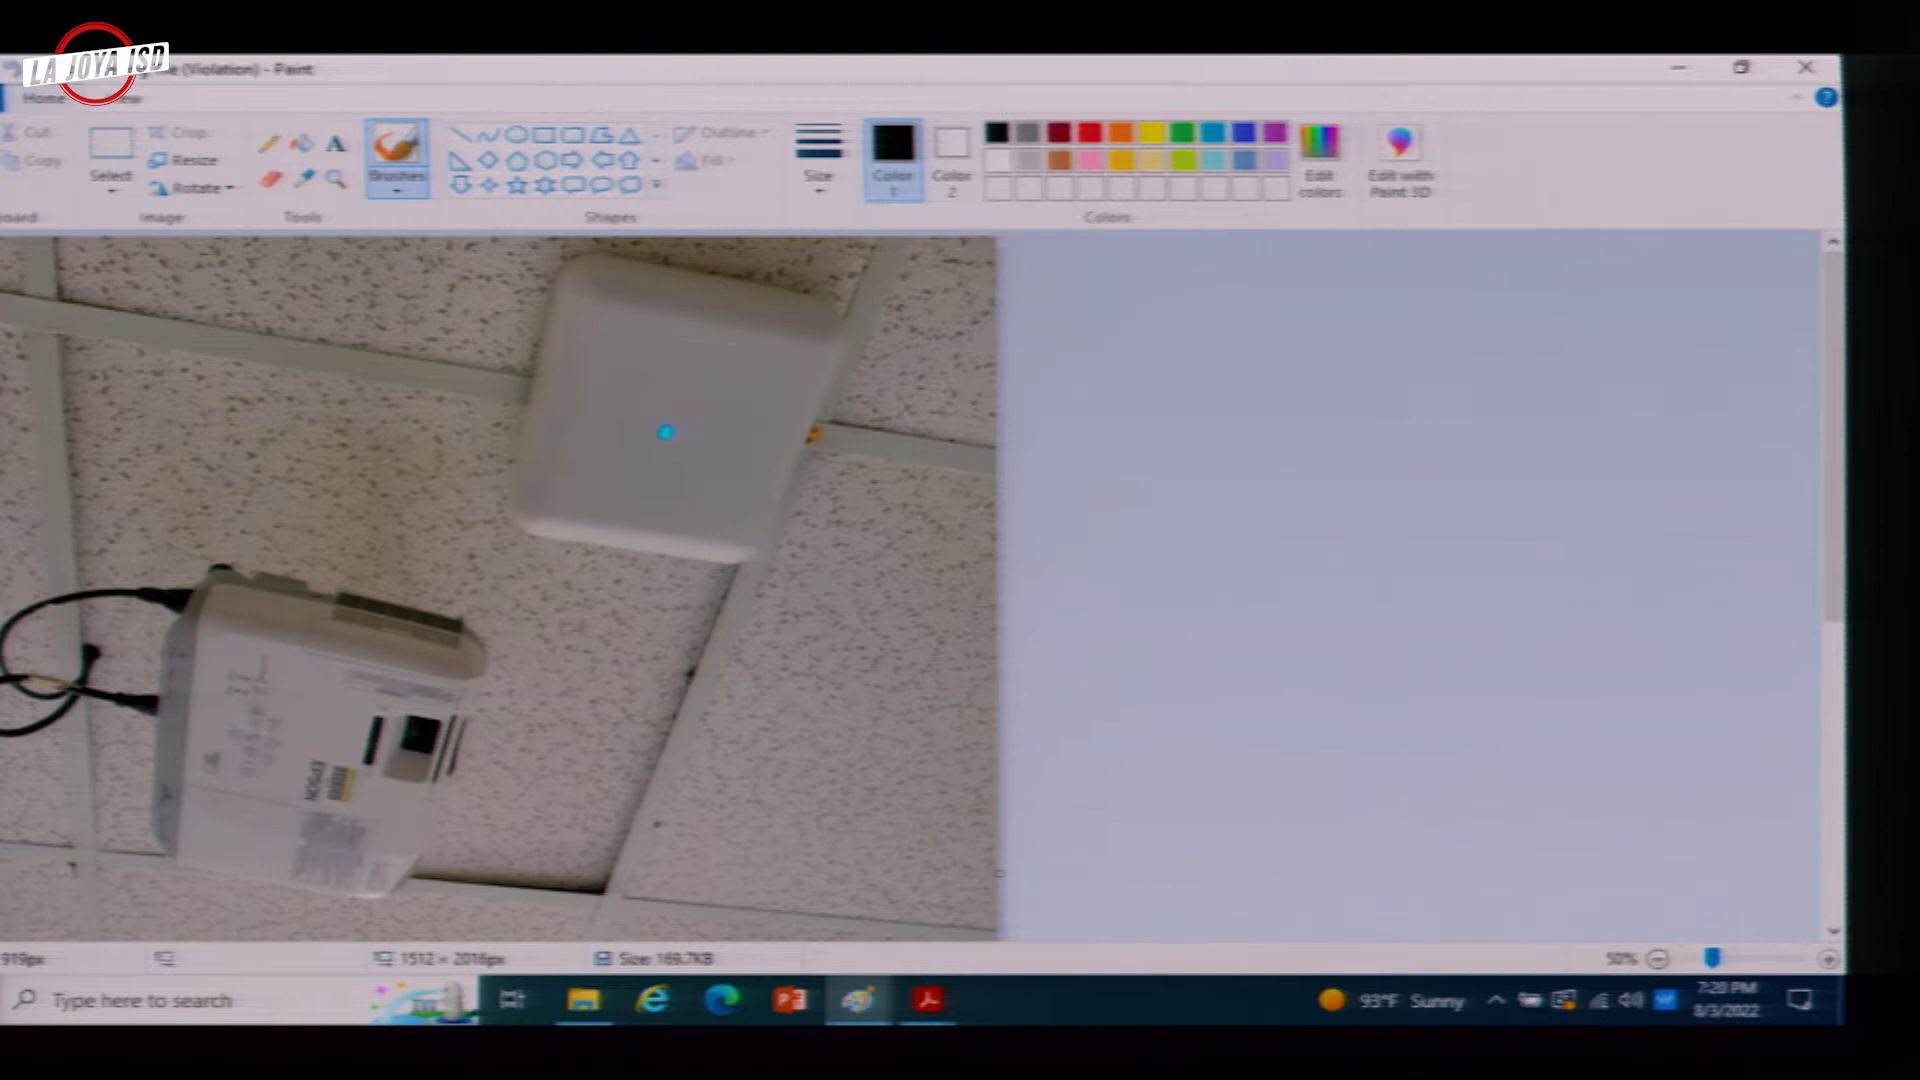 LA JOYA ISD
(Violation) - Paint
Home
View
Cut
Copy
Select
Crop
Resize
Rotate
Image
Tools
A
Brushes
Shapes
Outline
Fill
Size
Color
1
Color
2
Colors
Edit
colors
Edit with
Paint 3D
EPSON
919px
1512 × 2016px
Size: 169.7KB
50%
Type here to search
93°F Sunny
7:20 PM
8/3/2022